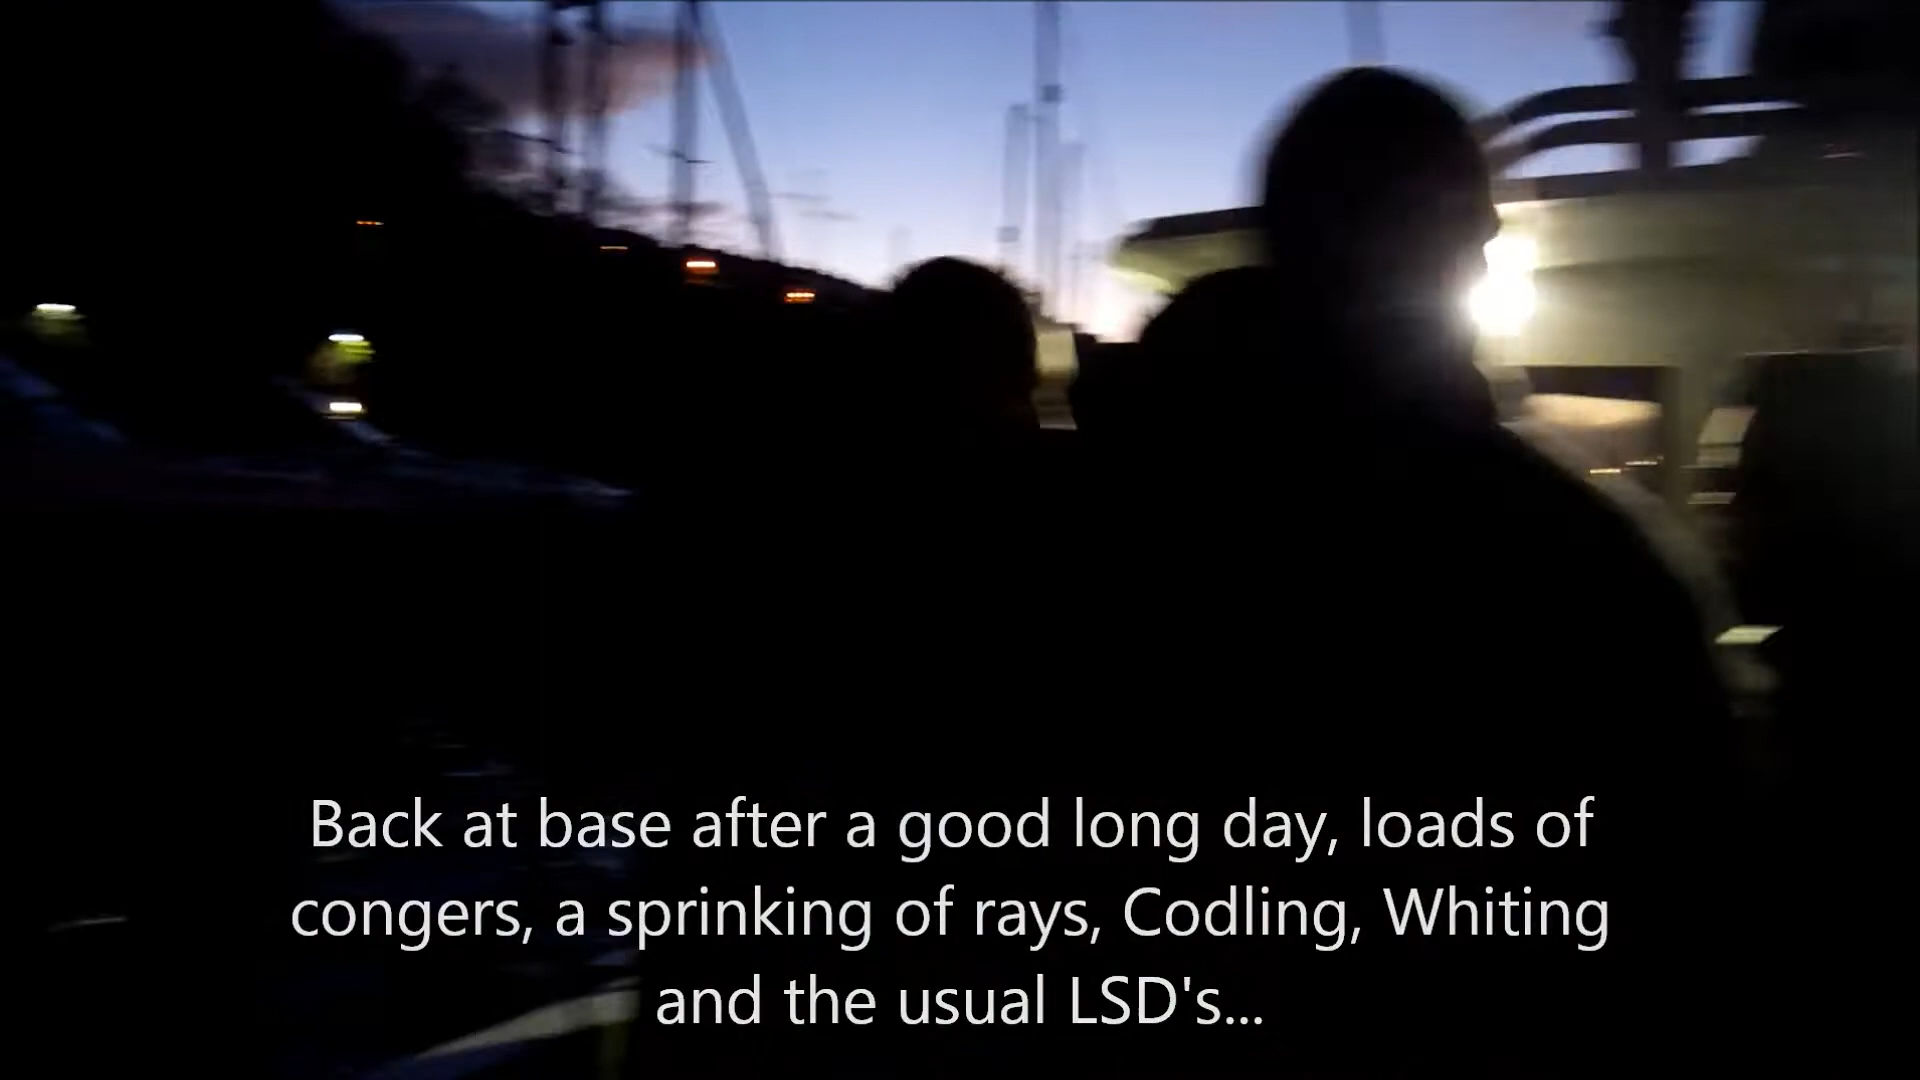 Back at base after a good long day, loads of
congers, a sprinking of rays, Codling, Whiting
and the usual LSD's...